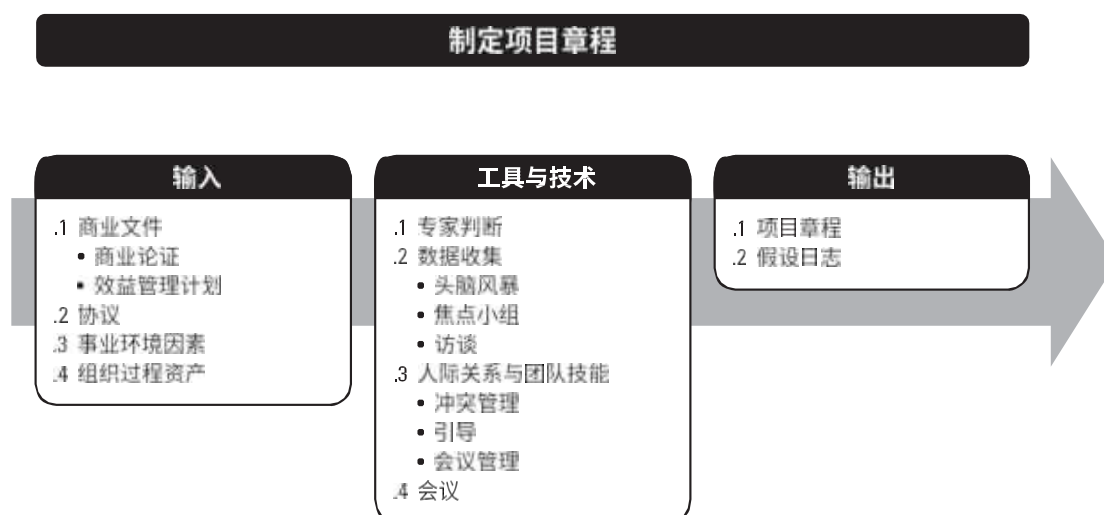 制定项目章程
输入
.1 商业文件
• 商业论证
• 效益管理计划
.2 协议
.3 事业环境因素
.4 组织过程资产
工具与技术
.1 专家判断
.2 数据收集
• 头脑风暴
• 焦点小组
• 访谈
.3 人际关系与团队技能
• 冲突管理
• 引导
• 会议管理
.4 会议
输出
.1 项目章程
.2 假设日志